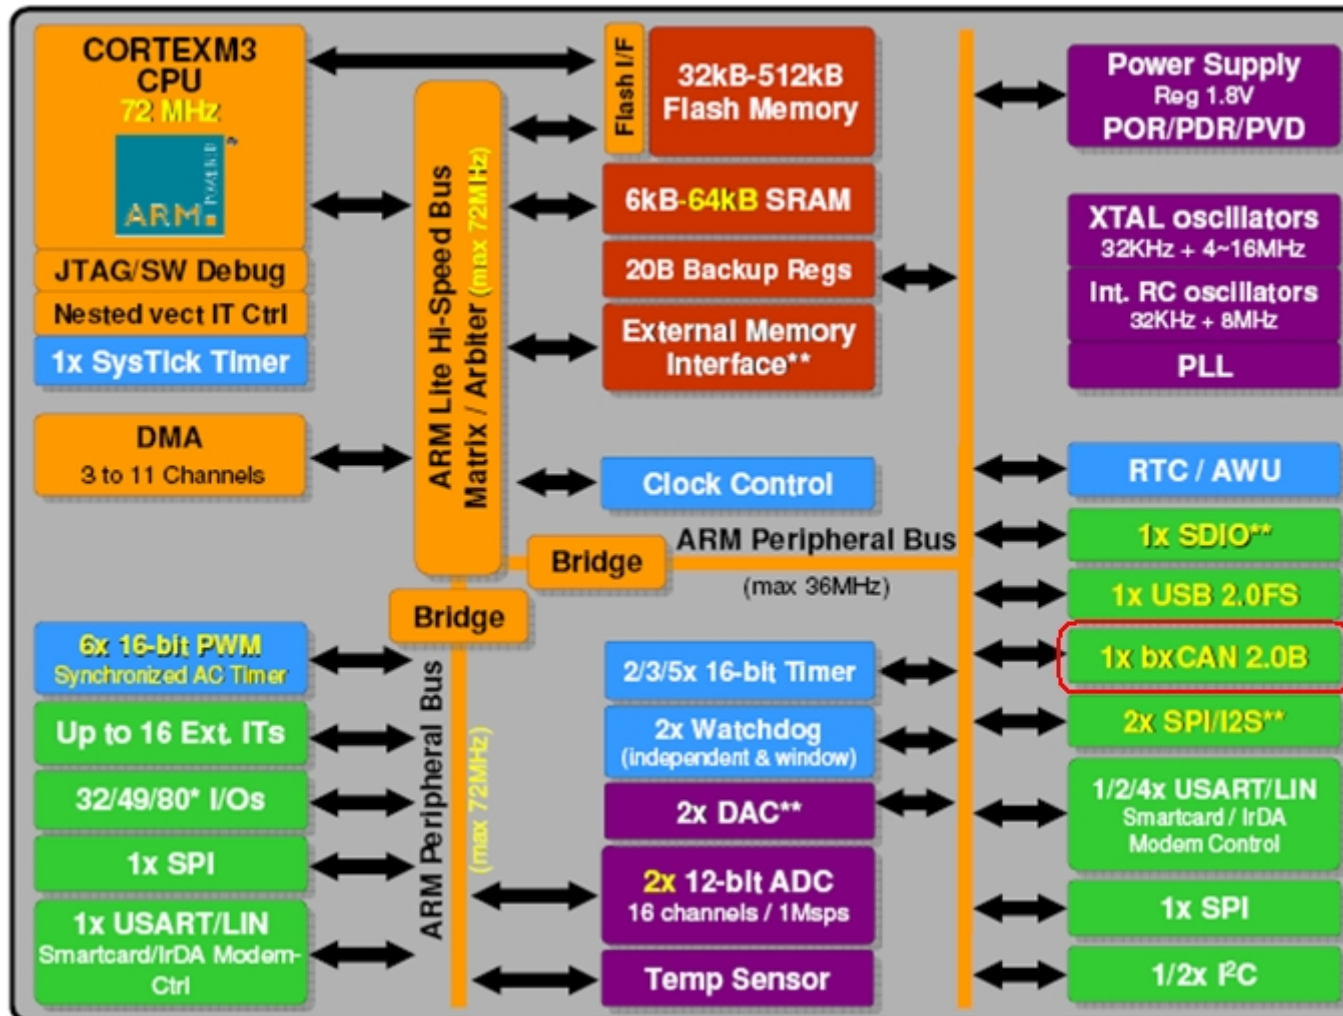 CORTEXM3
CPU
72 MHz
ARM
POWERED
JTAG/SW Debug
Nested vect IT Ctrl
1x SysTick Timer
DMA
3 to 11 Channels
ARM Lite Hi-Speed Bus
Matrix / Arbiter (max 72MHz)
Flash I/F
32kB-512kB
Flash Memory
6kB-64kB SRAM
20B Backup Regs
External Memory
Interface**
Clock Control
Bridge
ARM Peripheral Bus
(max 36MHz)
Bridge
ARM Peripheral Bus
(max 72MHz)
6x 16-bit PWM
Synchronized AC Timer
Up to 16 Ext. ITs
32/49/80* I/Os
1x SPI
1x USART/LIN
Smartcard/IrDA Modem-
Ctrl
2/3/5x 16-bit Timer
2x Watchdog
(independent & window)
2x DAC**
2x 12-bit ADC
16 channels / 1Msps
Temp Sensor
Power Supply
Reg 1.8V
POR/PDR/PVD
XTAL oscillators
32KHz + 4~16MHz
Int. RC oscillators
32KHz + 8MHz
PLL
RTC / AWU
1x SDIO**
1x USB 2.0FS
1x bxCAN 2.0B
2x SPI/I2S**
1/2/4x USART/LIN
Smartcard / IrDA
Modem Control
1x SPI
1/2x I²C